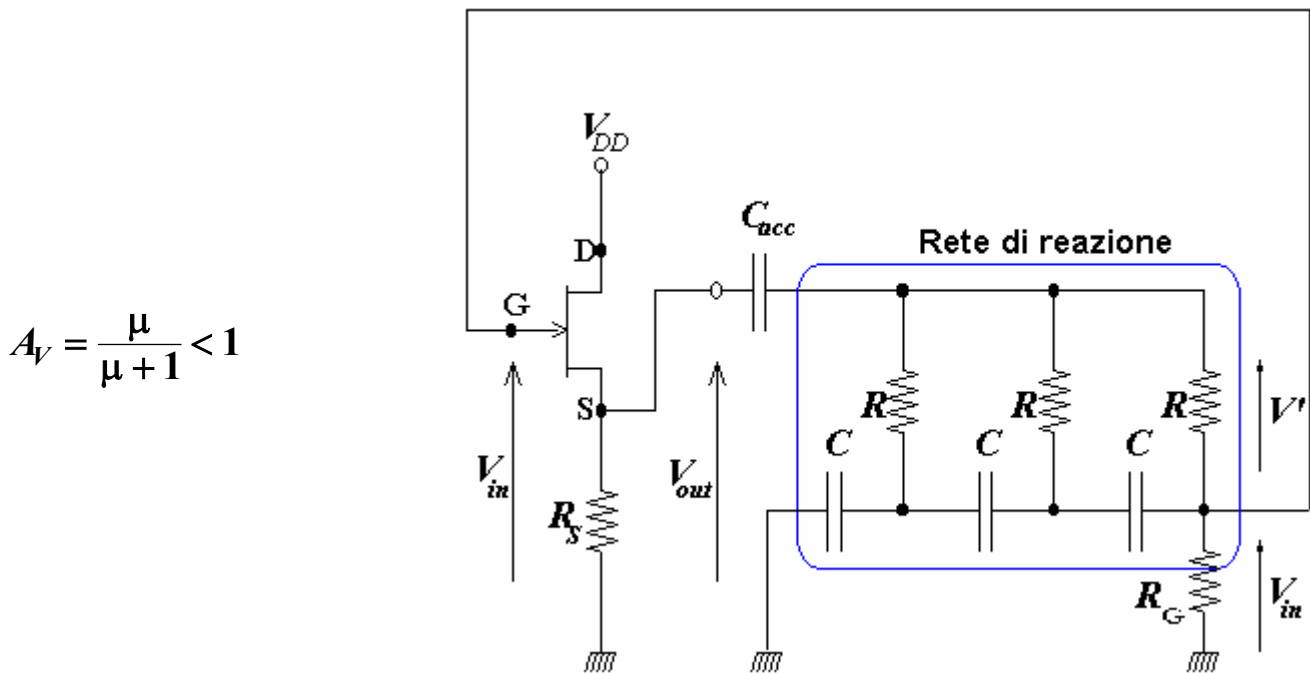 A_V = μ / (μ + 1) < 1
V_DD
D
G
S
C_acc
Rete di reazione
R
R
R
V'
C
C
C
V_in
R_S
V_out
R_G
V_in